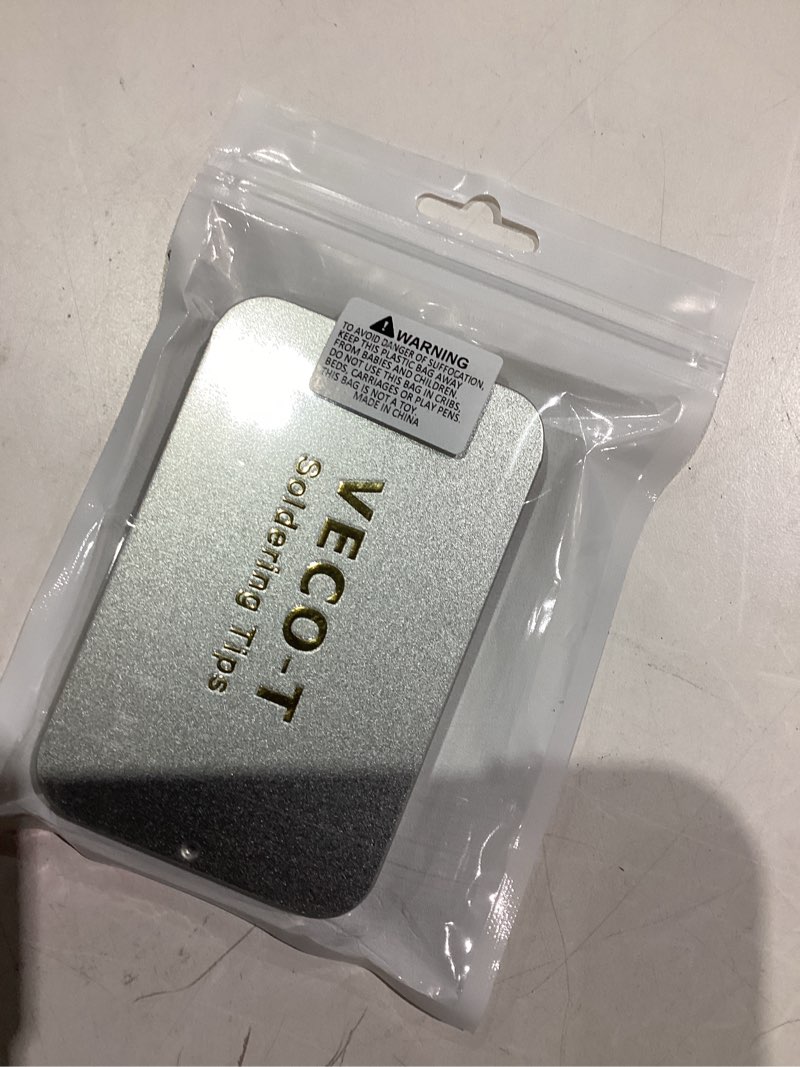 WARNING
TO AVOID DANGER OF SUFFOCATION,
KEEP THIS PLASTIC BAG AWAY
FROM BABIES AND CHILDREN.
DO NOT USE THIS BAG IN CRIBS,
BEDS, CARRIAGES OR PLAY PENS.
THIS BAG IS NOT A TOY.
MADE IN CHINA
VECO-T
Soldering Tips